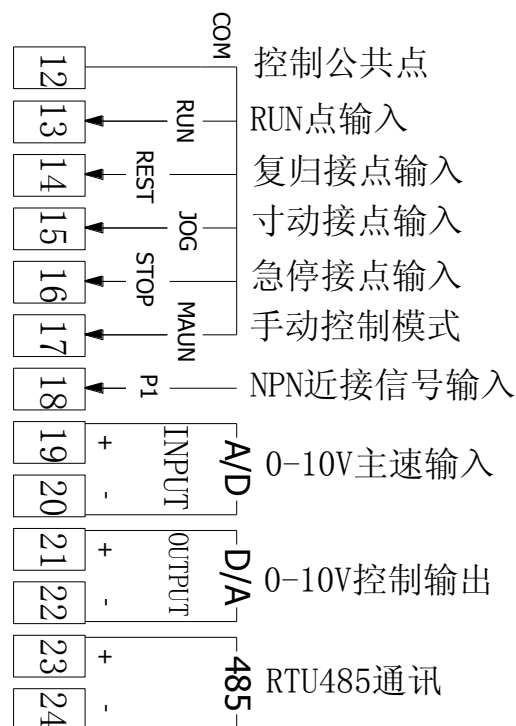 COM
12 控制公共点
13 RUN RUN点输入
14 REST 复归接点输入
15 JOG 寸动接点输入
16 STOP 急停接点输入
17 MAUN 手动控制模式
18 P1 NPN近接信号输入
19 + INPUT A/D 0-10V主速输入
20 -
21 + OUTPUT D/A 0-10V控制输出
22 -
23 + 485 RTU485通讯
24 -